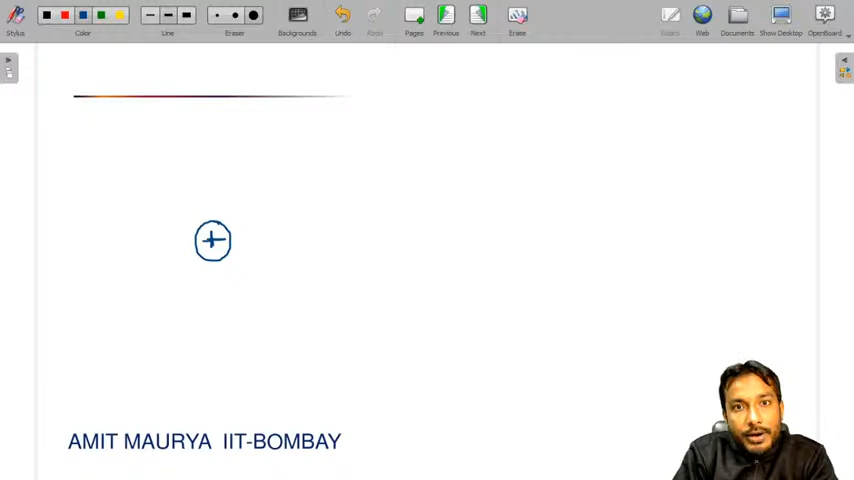 Stylus Color Line Eraser Backgrounds Undo Redo Pages Previous Next Erase Board Web Documents Show Desktop OpenBoard
+
AMIT MAURYA IIT-BOMBAY